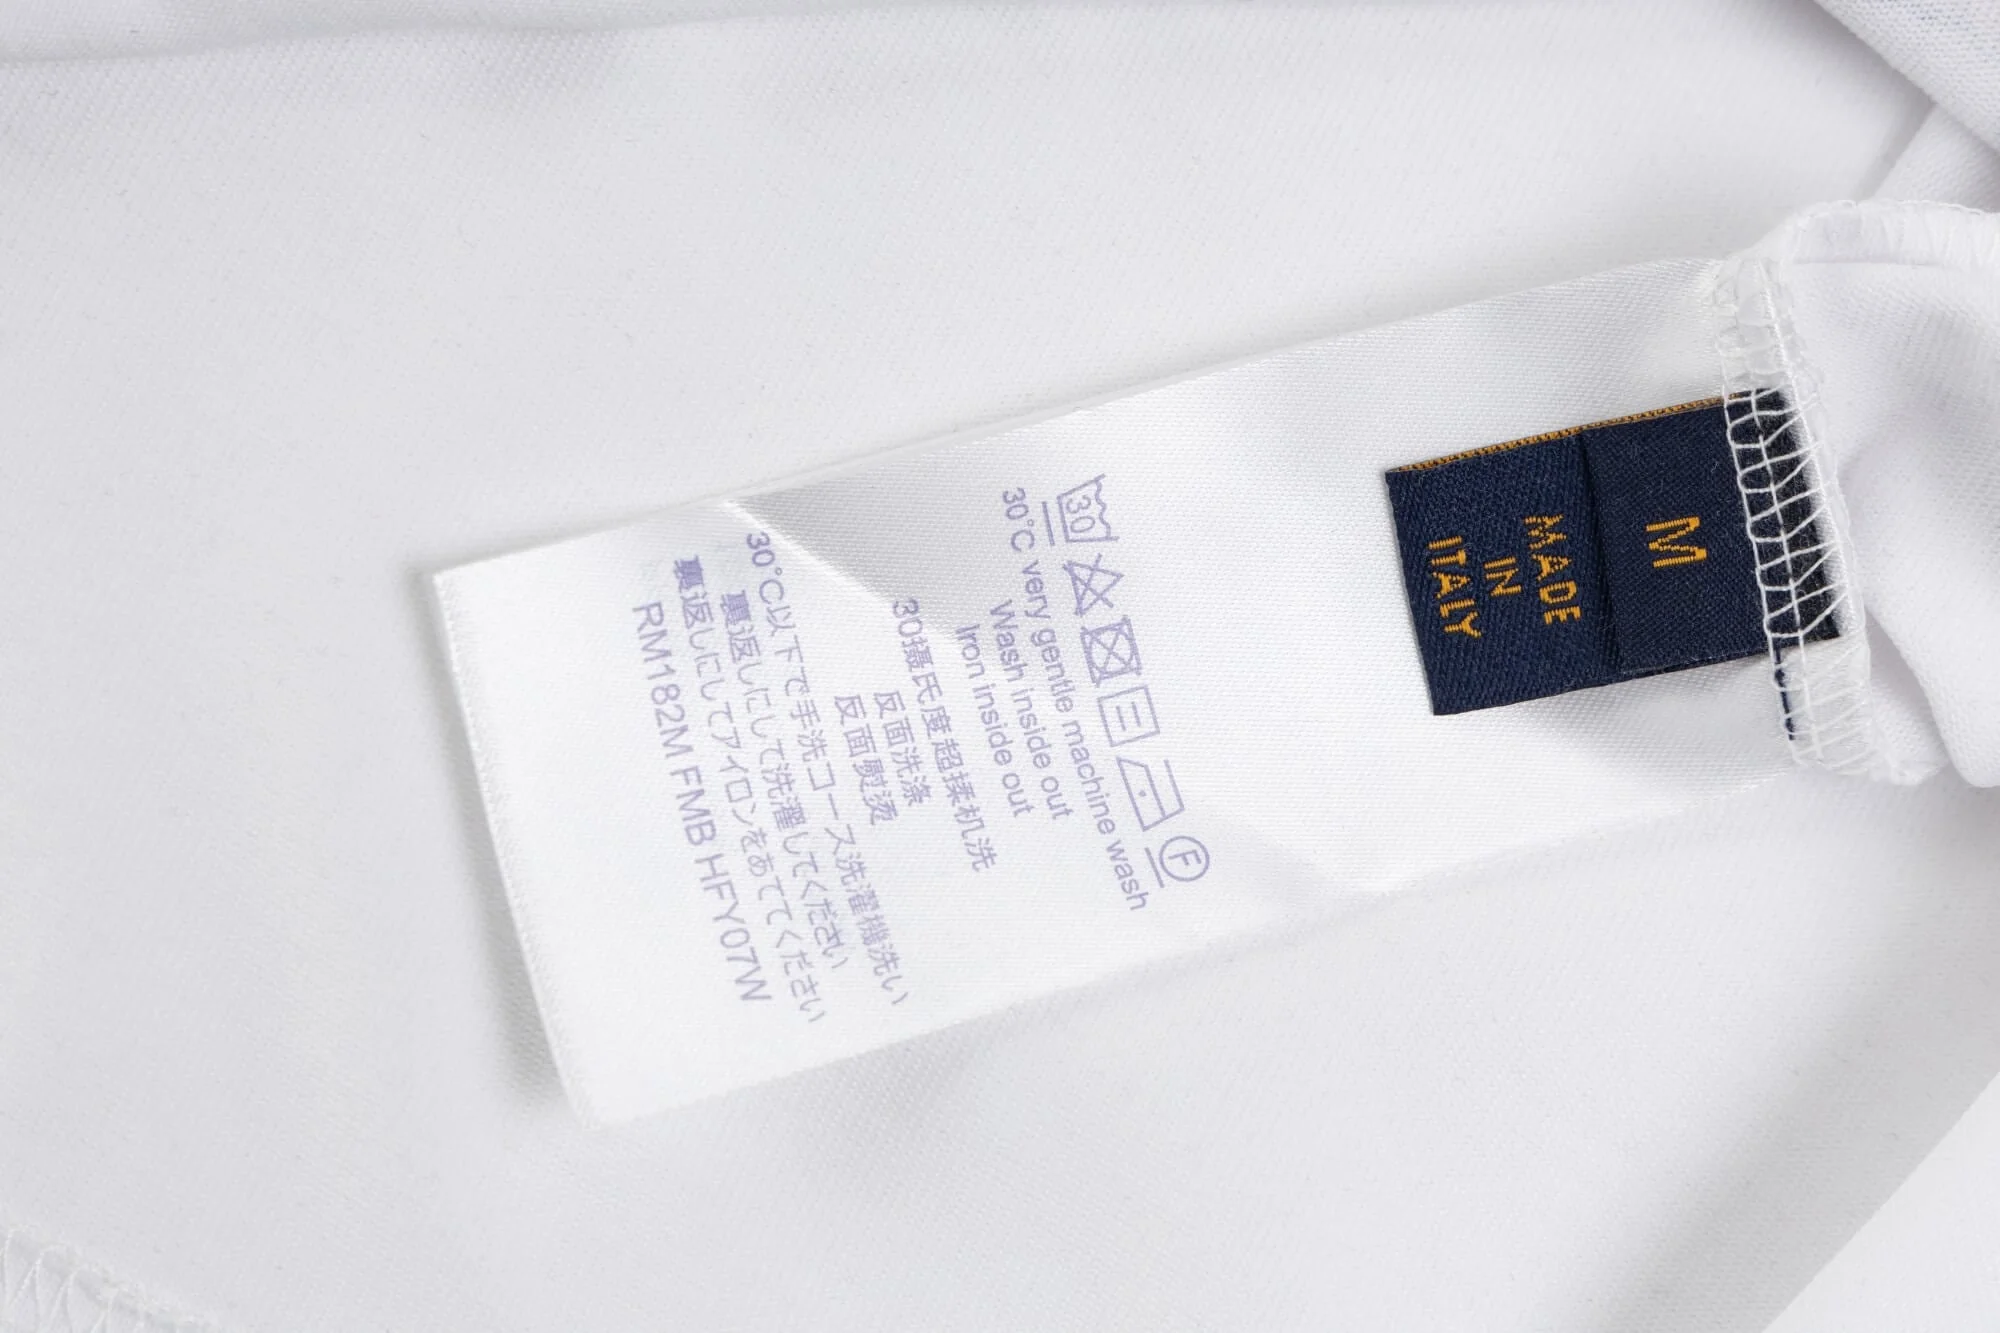 M
MADE
IN
ITALY
30
F
30°C very gentle machine wash
Wash inside out
Iron inside out
30摄氏度超揉机洗
反面洗涤
反面熨烫
30°C以下で手洗コース洗濯機洗い
裏返しにして洗濯してください
裏返しにしてアイロンをあててください
RM182M FMB HFY07W